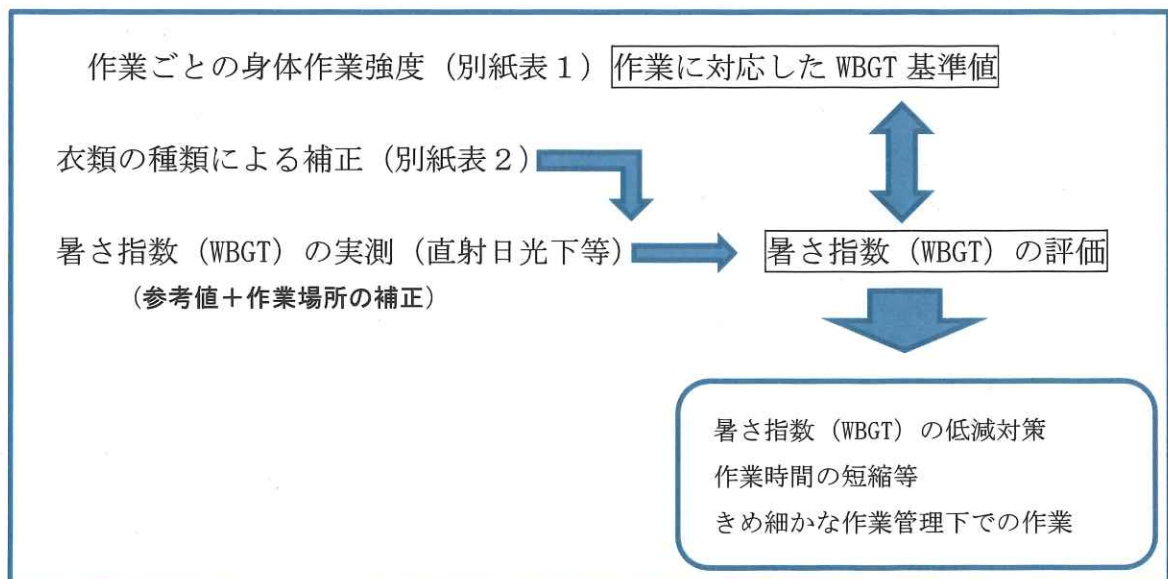 作業ごとの身体作業強度（別紙表１）作業に対応した WBGT 基準値
衣類の種類による補正（別紙表２）
暑さ指数（WBGT）の実測（直射日光下等）
暑さ指数（WBGT）の評価
（参考値＋作業場所の補正）
暑さ指数（WBGT）の低減対策
作業時間の短縮等
きめ細かな作業管理下での作業